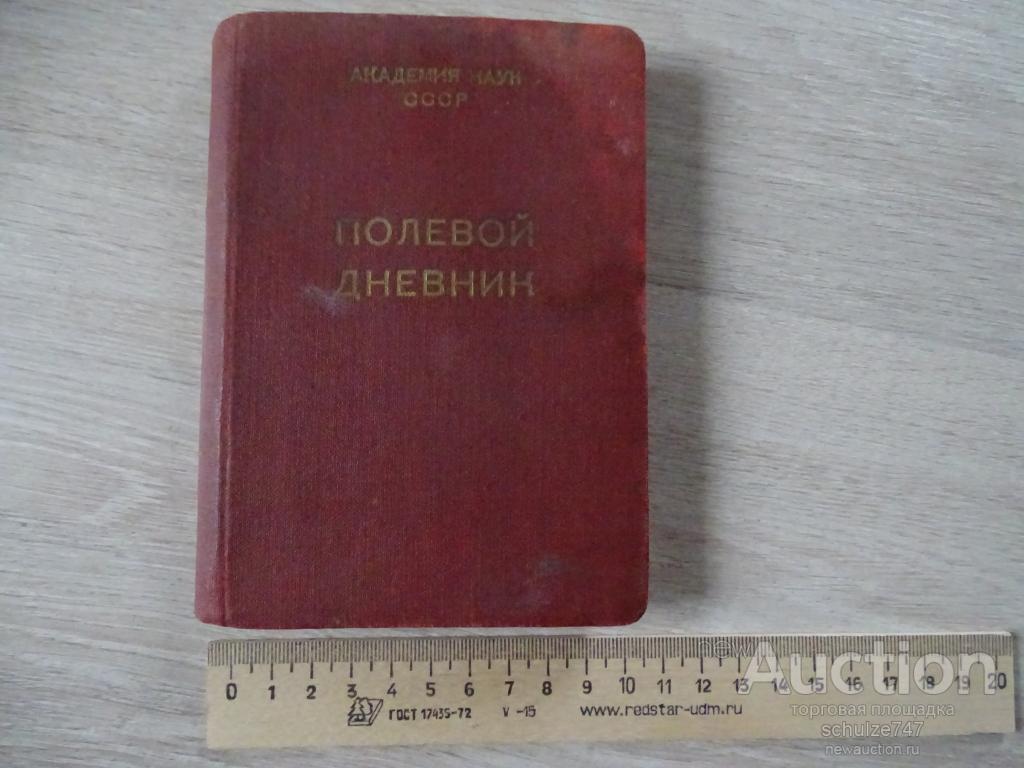 АКАДЕМИЯ НАУК
СССР
ПОЛЕВОЙ
ДНЕВНИК
0 1 2 3 4 5 6 7 8 9 10 11 12 13 14 15 16 17 18 19 20
ГОСТ 17435-72 V -15 www.redstar-udm.ru
new
Auction
торговая площадка
schulze747
newauction.ru